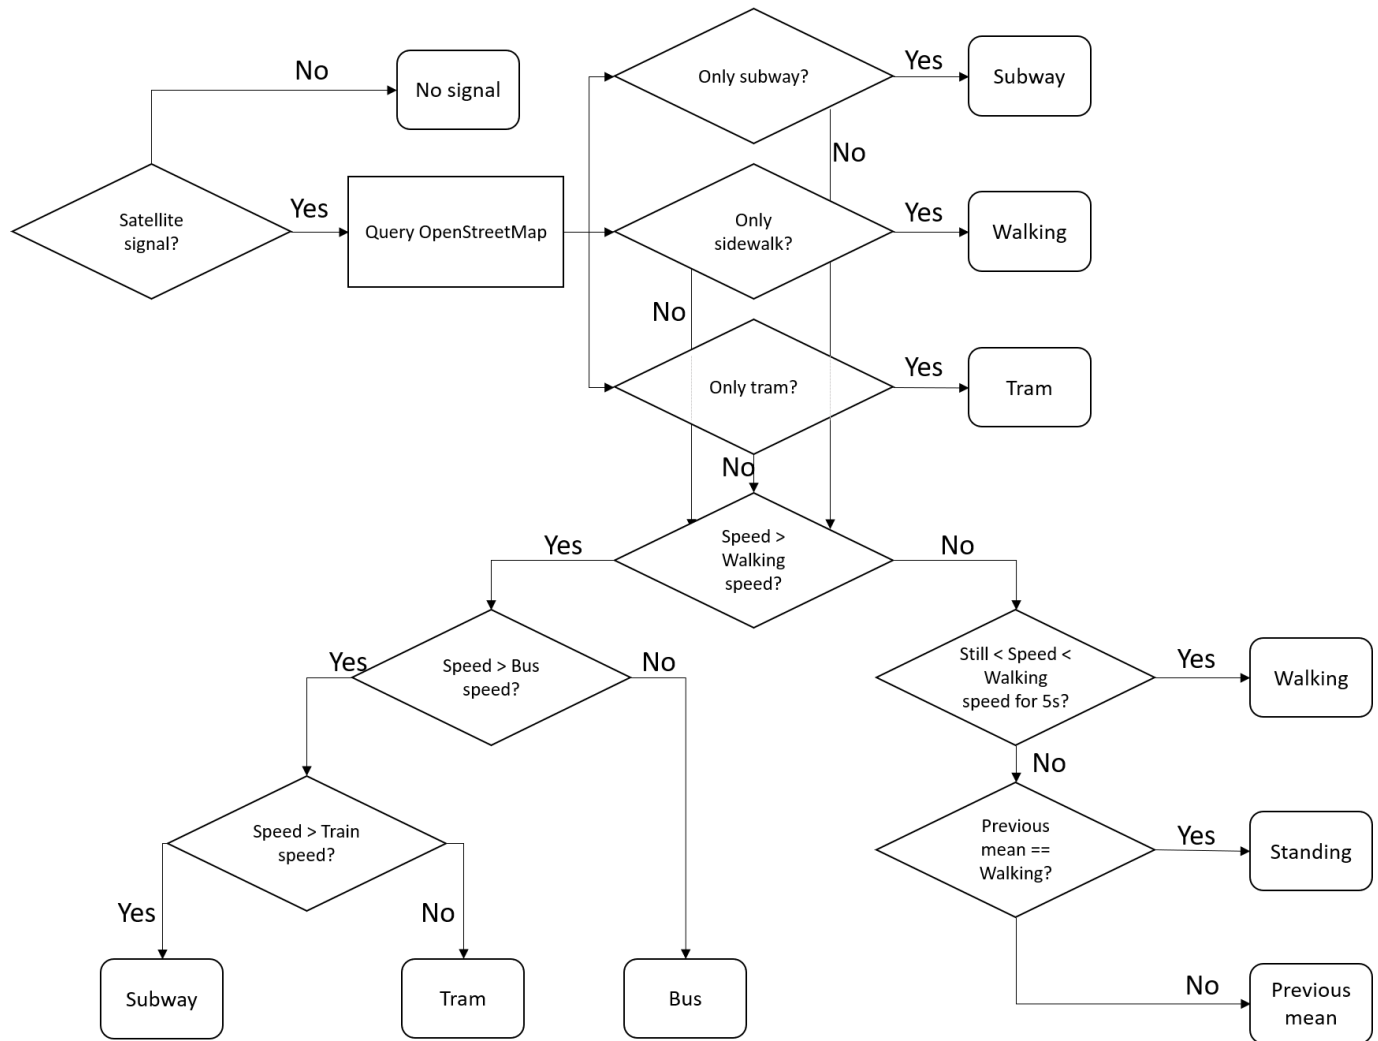 Only subway?
Yes
Subway
No
No signal
No
Satellite
signal?
Yes
Query OpenStreetMap
Only
sidewalk?
Yes
Walking
No
Only tram?
Yes
Tram
No
Speed >
Walking
speed?
Yes
No
Speed > Bus
speed?
Yes
No
Still < Speed <
Walking
speed for 5s?
Yes
Walking
No
Speed > Train
speed?
Previous
mean ==
Walking?
Yes
Standing
Yes
No
Subway
Tram
Bus
No
Previous
mean